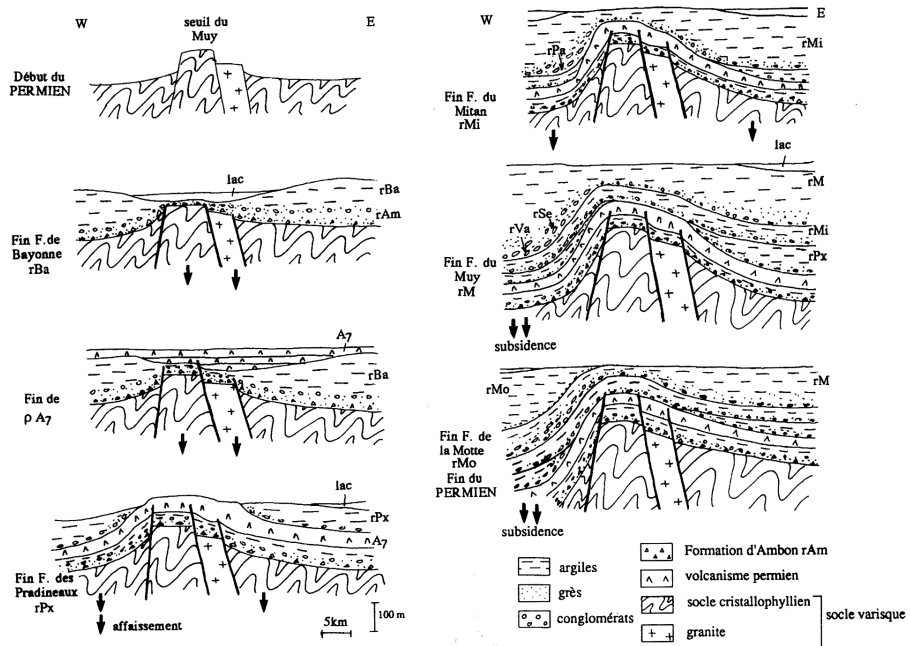 W
seuil du
Muy
E
Début du
PERMIEN
lac
rBa
rAm
Fin F. de
Bayonne
rBa
A7
rBa
Fin de
ρ A7
lac
rPx
A7
Fin F. des
Pradineaux
rPx
affaissement
5km
100 m
W
E
rPa
rMi
Fin F. du
Mitan
rMi
lac
rM
rSe
rVa
rMi
rPx
Fin F. du
Muy
rM
subsidence
rMo
rM
Fin F. de
la Motte
rMo
Fin du
PERMIEN
subsidence
argiles
grès
conglomérats
Formation d'Ambon rAm
volcanisme permien
socle cristallophyllien
granite
socle varisque